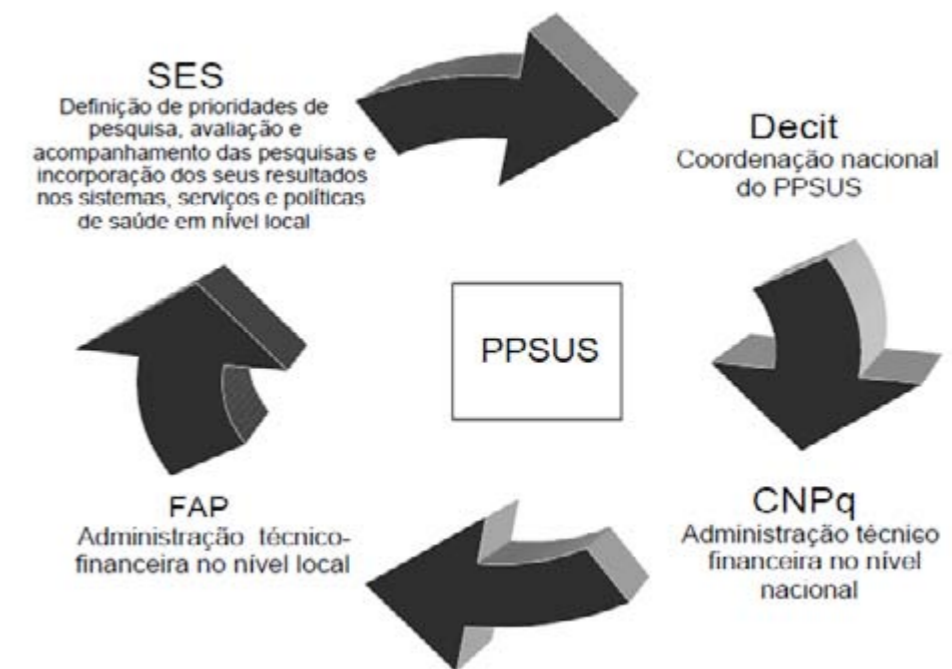 SES
Definição de prioridades de
pesquisa, avaliação e
acompanhamento das pesquisas e
incorporação dos seus resultados
nos sistemas, serviços e políticas
de saúde em nível local
Decit
Coordenação nacional
do PPSUS
PPSUS
CNPq
Administração técnico
financeira no nível
nacional
FAP
Administração técnico-
financeira no nível local